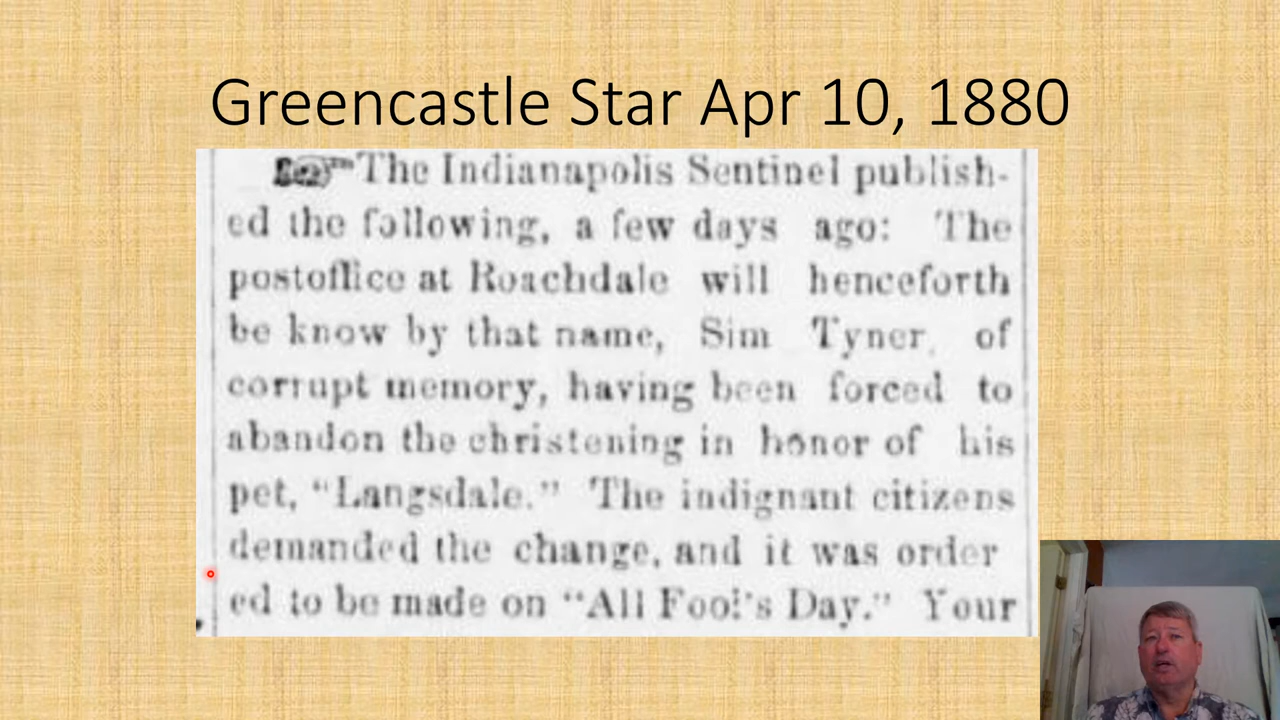 Greencastle Star Apr 10, 1880
The Indianapolis Sentinel publish-
ed the following, a few days ago: The
postoffice at Roachdale will henceforth
be know by that name, Sim Tyner, of
corrupt memory, having been forced to
abandon the christening in honor of his
pet, "Langsdale." The indignant citizens
demanded the change, and it was order
ed to be made on "All Fool's Day." Your